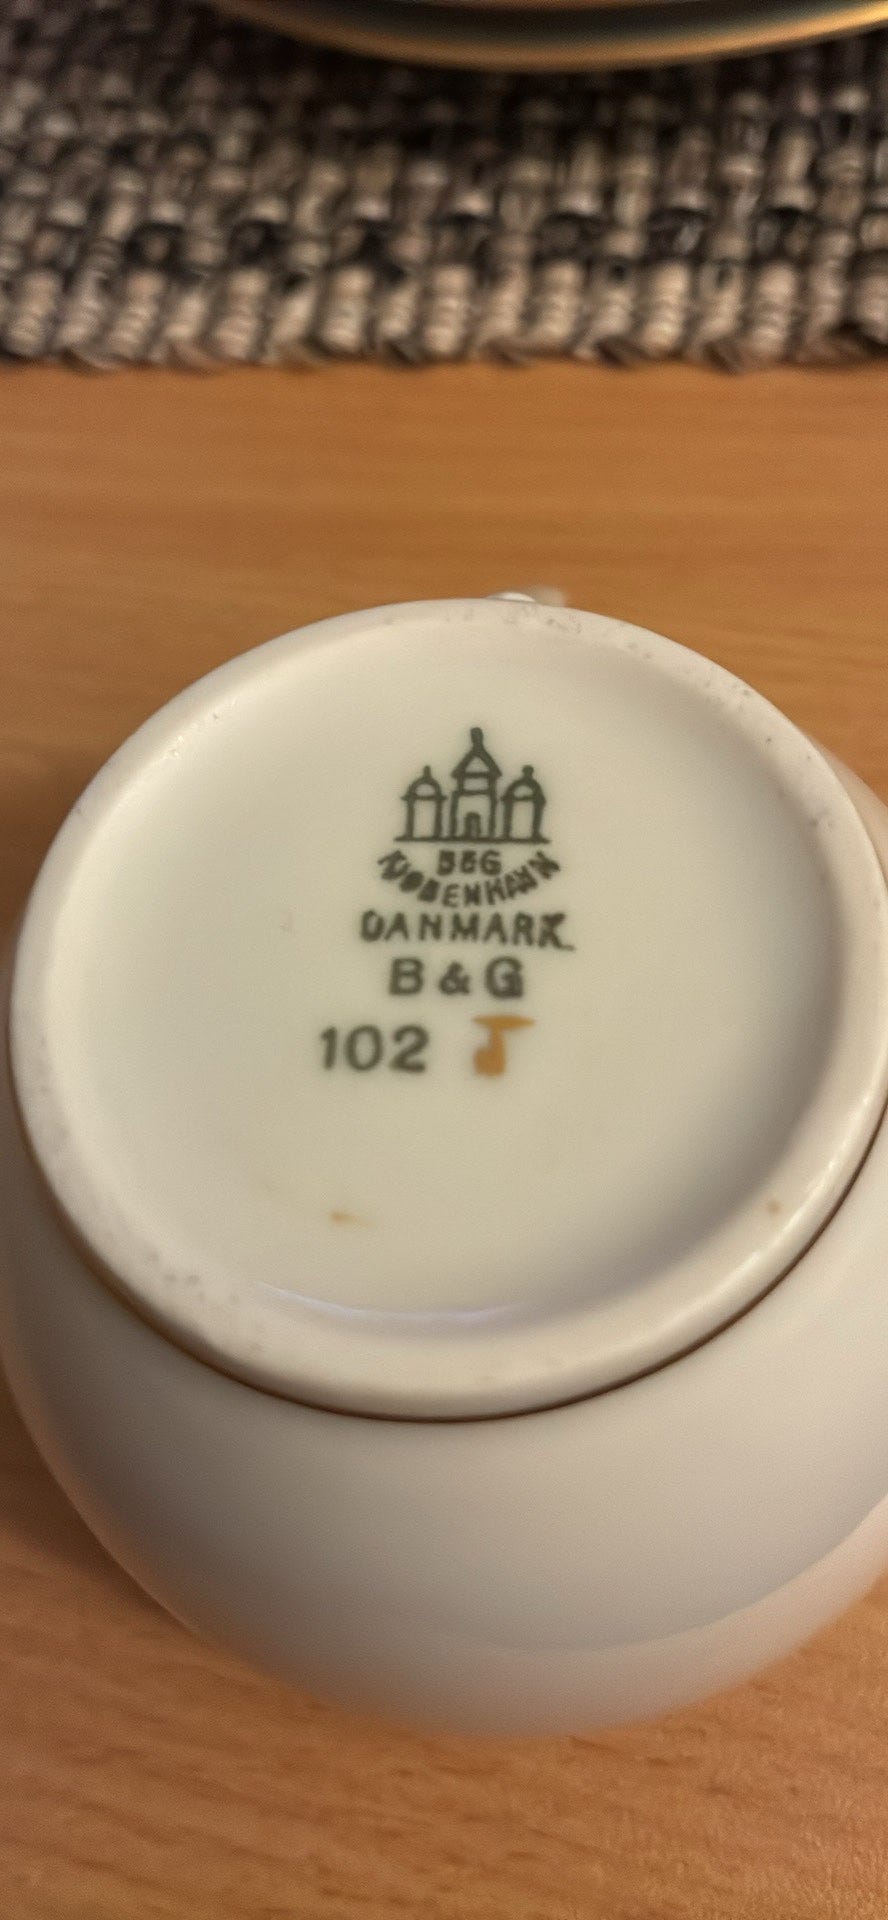 B&G
KJØBENHAVN
DANMARK
B & G
102